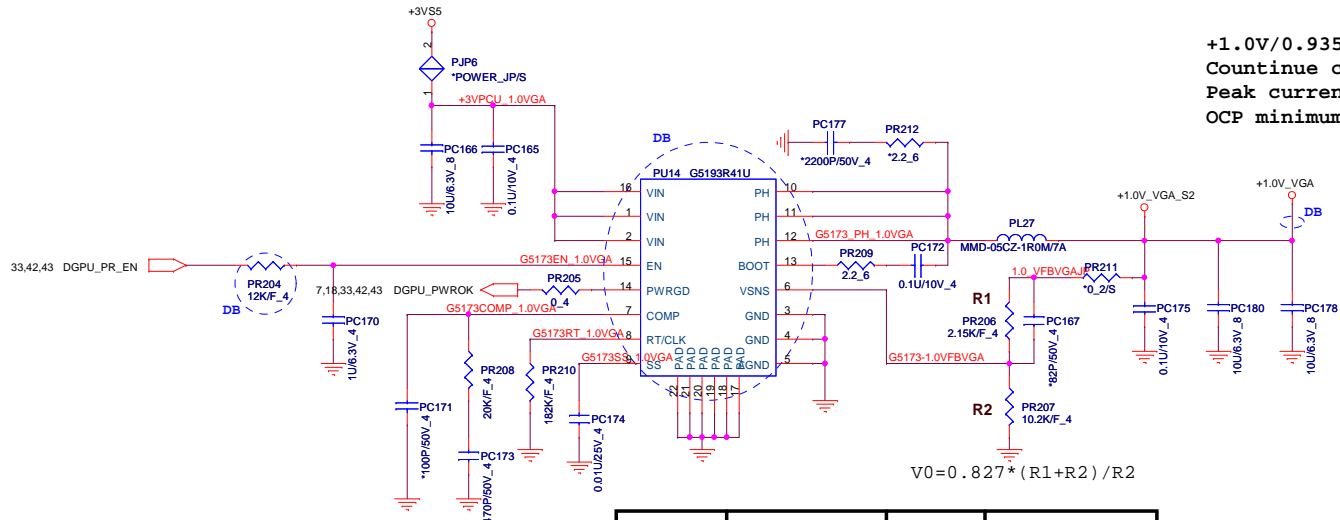 +3VS5
2
PJP6
*POWER_JP/S
1
+3VPCU_1.0VGA
PC166
10U/6.3V_8
PC165
0.1U/10V_4
DB
PC177
*2200P/50V_4
PR212
*2.2_6
+1.0V/0.935
Countinue c
Peak curren
OCP minimum
PU14 G5193R41U
16 VIN
1 VIN
2 VIN
15 EN
14 PWRGD
7 COMP
8 RT/CLK
9 SS
PH 10
PH 11
PH 12
BOOT 13
VSNS 6
GND 3
GND 4
AGND 5
PAD PAD PAD PAD PAD PAD
22 21 20 19 18 17
33,42,43 DGPU_PR_EN
PR204
12K/F_4
DB
G5173EN_1.0VGA
PC170
1U/6.3V_4
7,18,33,42,43 DGPU_PWROK
PR205
0_4
G5173COMP_1.0VGA
G5173RT_1.0VGA
G5173SS_1.0VGA
PC171
*100P/50V_4
PR208
20K/F_4
PC173
470P/50V_4
PR210
182K/F_4
PC174
0.01U/25V_4
G5173_PH_1.0VGA
PL27
MMD-05CZ-1R0M/7A
PR209
2.2_6
PC172
0.1U/10V_4
+1.0V_VGA_S2
+1.0V_VGA
DB
1.0_VFBVGAJP
PR211
*0_2/S
R1
PR206
2.15K/F_4
PC167
*82P/50V_4
G5173-1.0VFBVGA
R2
PR207
10.2K/F_4
PC175
0.1U/10V_4
PC180
10U/6.3V_8
PC178
10U/6.3V_8
V0=0.827*(R1+R2)/R2